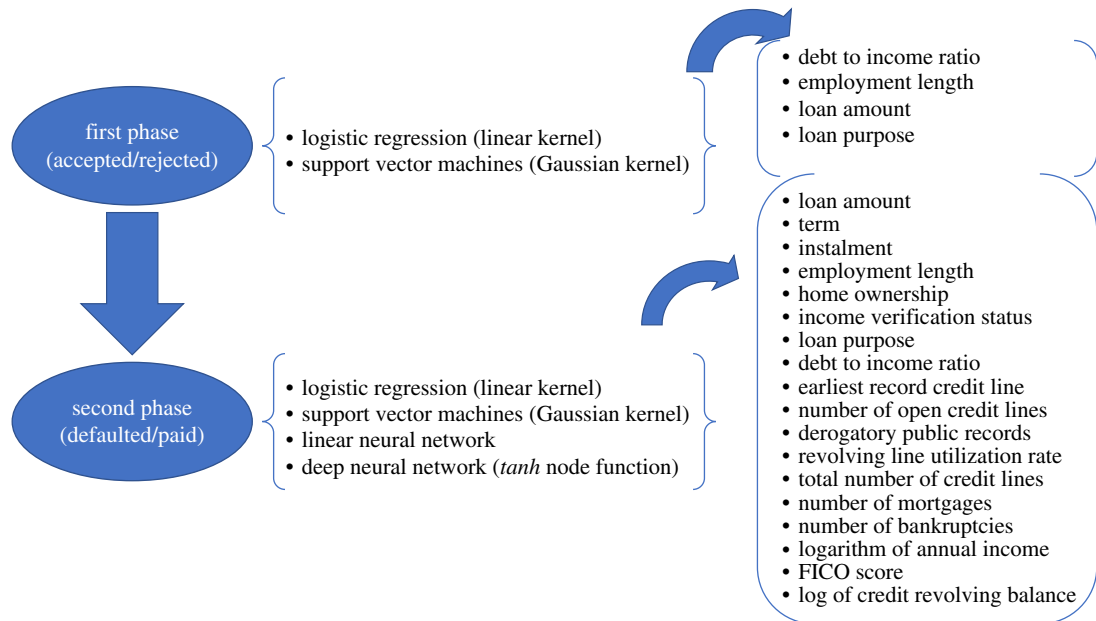 first phase
(accepted/rejected)
• logistic regression (linear kernel)
• support vector machines (Gaussian kernel)
• debt to income ratio
• employment length
• loan amount
• loan purpose
second phase
(defaulted/paid)
• logistic regression (linear kernel)
• support vector machines (Gaussian kernel)
• linear neural network
• deep neural network (tanh node function)
• loan amount
• term
• instalment
• employment length
• home ownership
• income verification status
• loan purpose
• debt to income ratio
• earliest record credit line
• number of open credit lines
• derogatory public records
• revolving line utilization rate
• total number of credit lines
• number of mortgages
• number of bankruptcies
• logarithm of annual income
• FICO score
• log of credit revolving balance